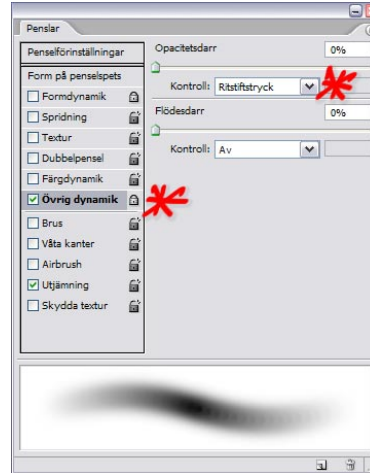 Penslar
Penselförinställningar
Form på penselspets
Formdynamik
Spridning
Textur
Dubbelpensel
Färgdynamik
Övrig dynamik
Brus
Våta kanter
Airbrush
Utjämning
Skydda textur
Opacitetsdarr 0%
Kontroll: Ritstiftstryck
Flödesdarr 0%
Kontroll: Av